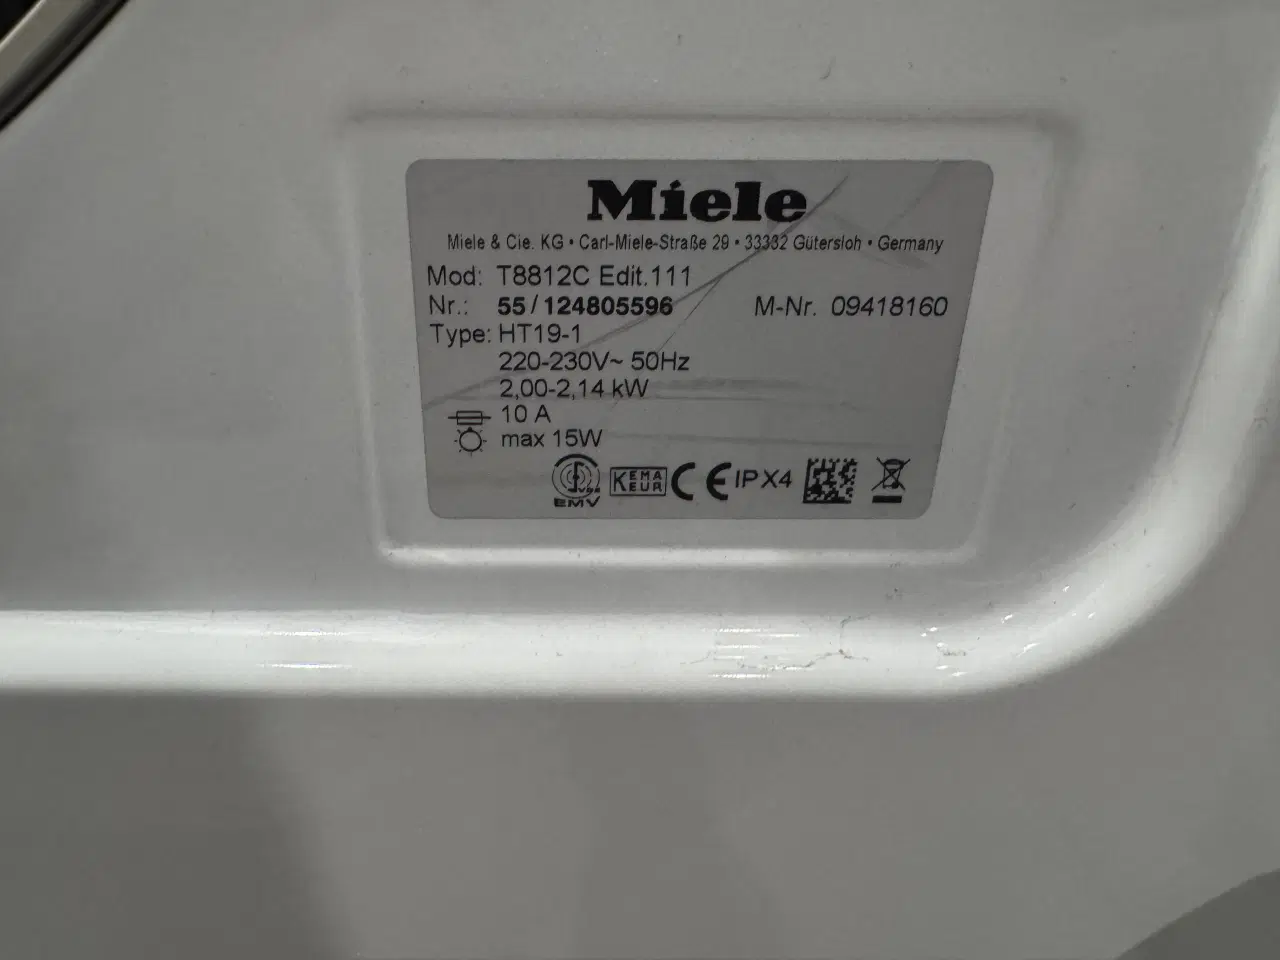 Miele
Miele & Cie. KG • Carl-Miele-Straße 29 • 33332 Gütersloh • Germany
Mod: T8812C Edit.111
Nr.: 55 / 124805596 M-Nr. 09418160
Type: HT19-1
220-230V~ 50Hz
2,00-2,14 kW
10 A
max 15W
VDE EMV KEMA EUR CE IPX4